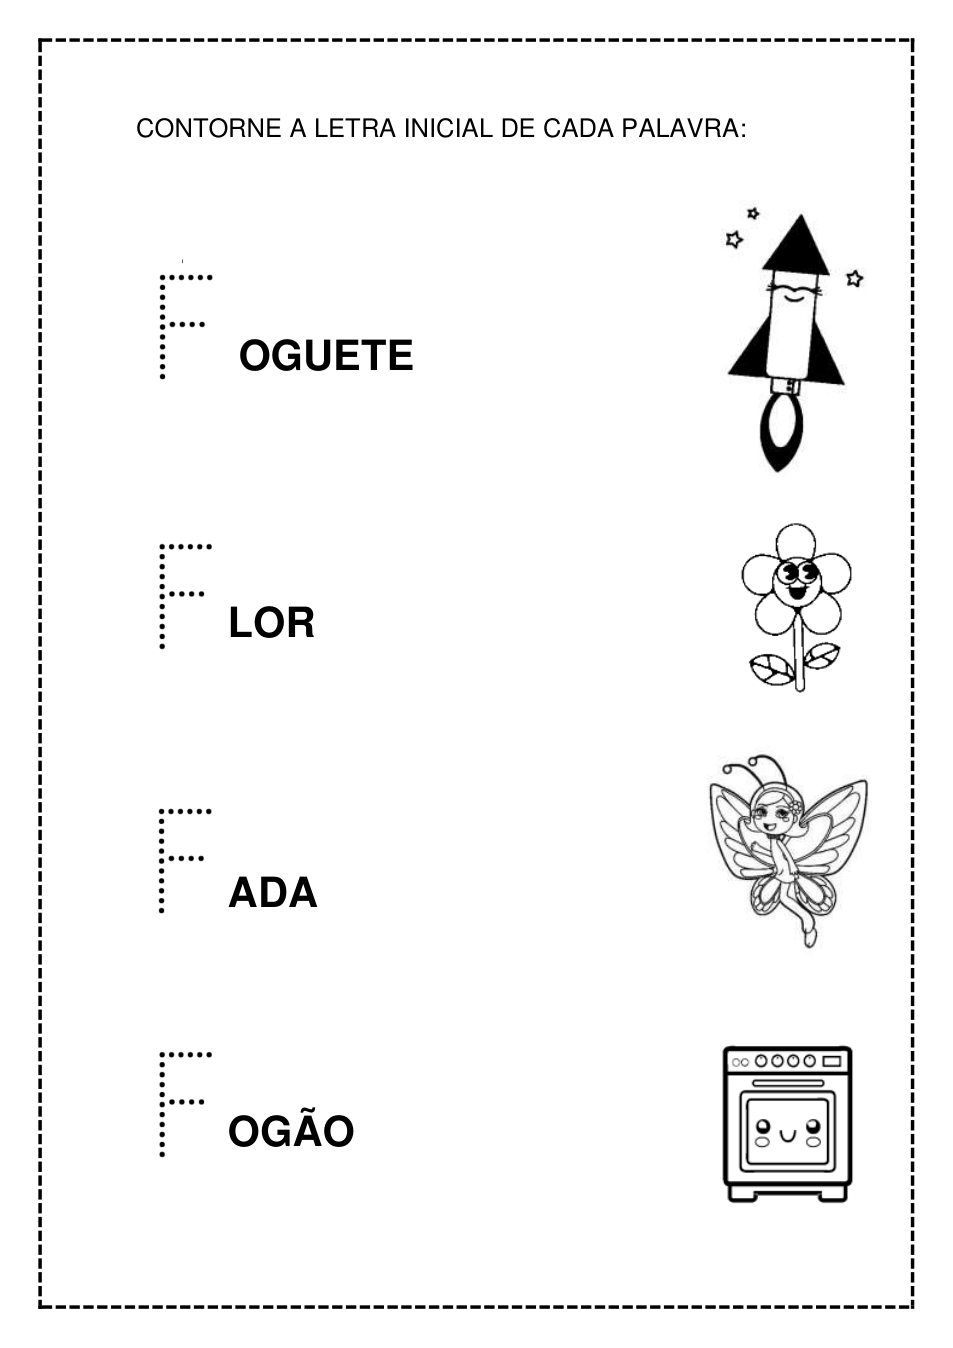 CONTORNE A LETRA INICIAL DE CADA PALAVRA:
F OGUETE
F LOR
F ADA
F OGÃO